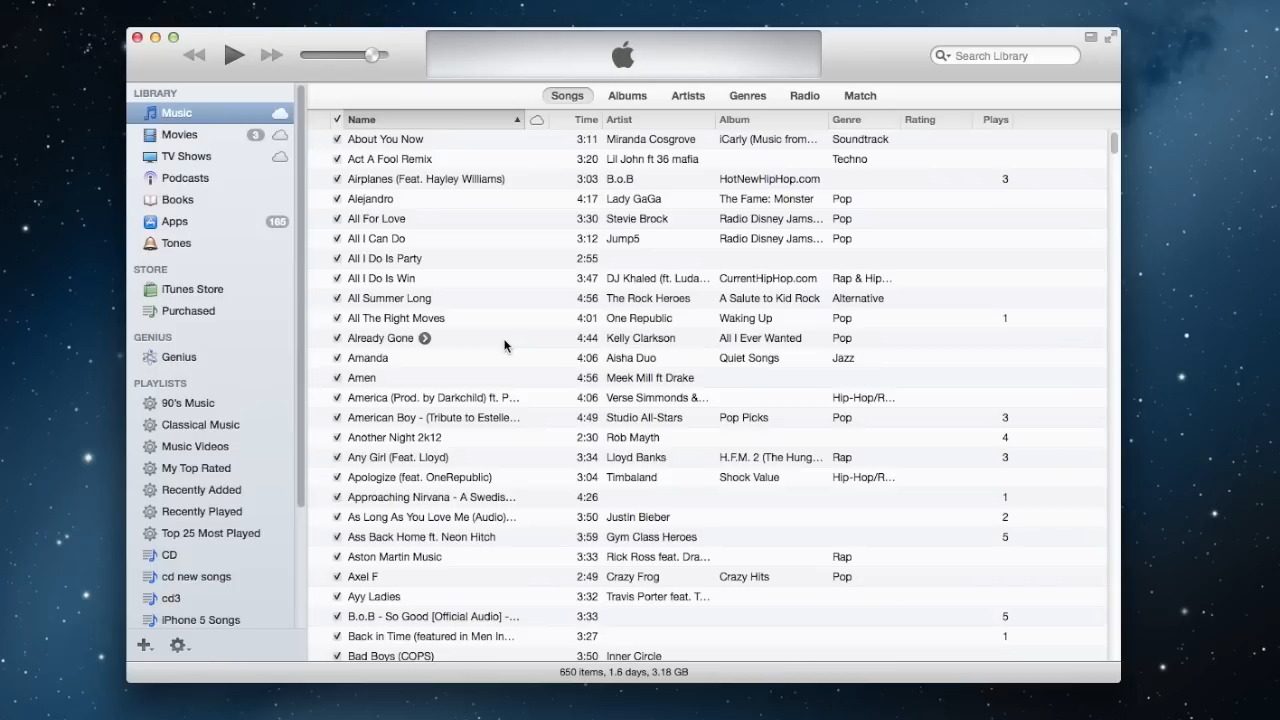 Search Library
LIBRARY
Music
Movies 3
TV Shows
Podcasts
Books
Apps 165
Tones
STORE
iTunes Store
Purchased
GENIUS
Genius
PLAYLISTS
90's Music
Classical Music
Music Videos
My Top Rated
Recently Added
Recently Played
Top 25 Most Played
CD
cd new songs
cd3
iPhone 5 Songs
Songs Albums Artists Genres Radio Match
Name Time Artist Album Genre Rating Plays
About You Now 3:11 Miranda Cosgrove iCarly (Music from... Soundtrack
Act A Fool Remix 3:20 Lil John ft 36 mafia Techno
Airplanes (Feat. Hayley Williams) 3:03 B.o.B HotNewHipHop.com 3
Alejandro 4:17 Lady GaGa The Fame: Monster Pop
All For Love 3:30 Stevie Brock Radio Disney Jams... Pop
All I Can Do 3:12 Jump5 Radio Disney Jams... Pop
All I Do Is Party 2:55
All I Do Is Win 3:47 DJ Khaled (ft. Luda... CurrentHipHop.com Rap & Hip...
All Summer Long 4:56 The Rock Heroes A Salute to Kid Rock Alternative
All The Right Moves 4:01 One Republic Waking Up Pop 1
Already Gone 4:44 Kelly Clarkson All I Ever Wanted Pop
Amanda 4:06 Aisha Duo Quiet Songs Jazz
Amen 4:56 Meek Mill ft Drake
America (Prod. by Darkchild) ft. P... 4:06 Verse Simmonds &... Hip-Hop/R...
American Boy - (Tribute to Estelle... 4:49 Studio All-Stars Pop Picks Pop 3
Another Night 2k12 2:30 Rob Mayth 4
Any Girl (Feat. Lloyd) 3:34 Lloyd Banks H.F.M. 2 (The Hung... Rap 3
Apologize (feat. OneRepublic) 3:04 Timbaland Shock Value Hip-Hop/R...
Approaching Nirvana - A Swedis... 4:26 1
As Long As You Love Me (Audio)... 3:50 Justin Bieber 2
Ass Back Home ft. Neon Hitch 3:59 Gym Class Heroes 5
Aston Martin Music 3:33 Rick Ross feat. Dra... Rap
Axel F 2:49 Crazy Frog Crazy Hits Pop
Ayy Ladies 3:32 Travis Porter feat. T...
B.o.B - So Good [Official Audio] -... 3:33 5
Back in Time (featured in Men In... 3:27 1
Bad Boys (COPS) 3:50 Inner Circle
650 items, 1.6 days, 3.18 GB